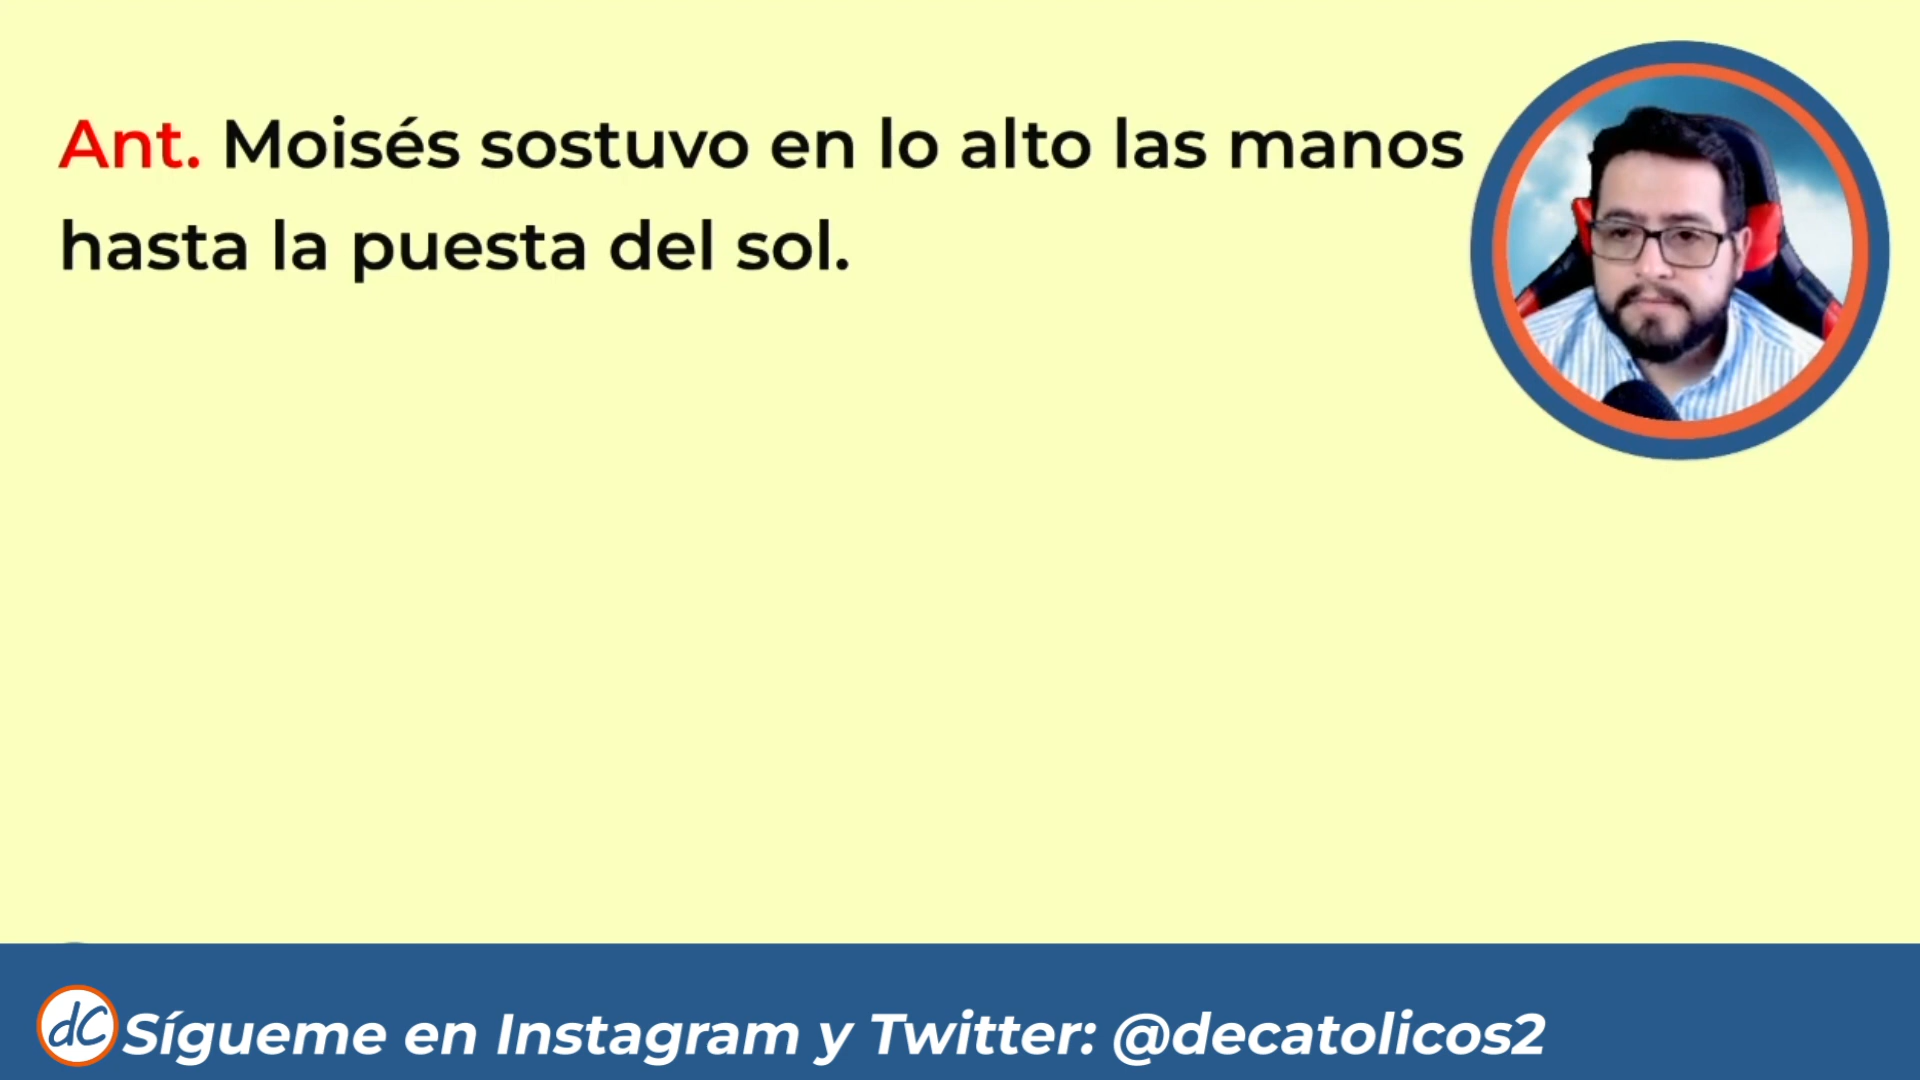 Ant. Moisés sostuvo en lo alto las manos
hasta la puesta del sol.
dC Sígueme en Instagram y Twitter: @decatolicos2